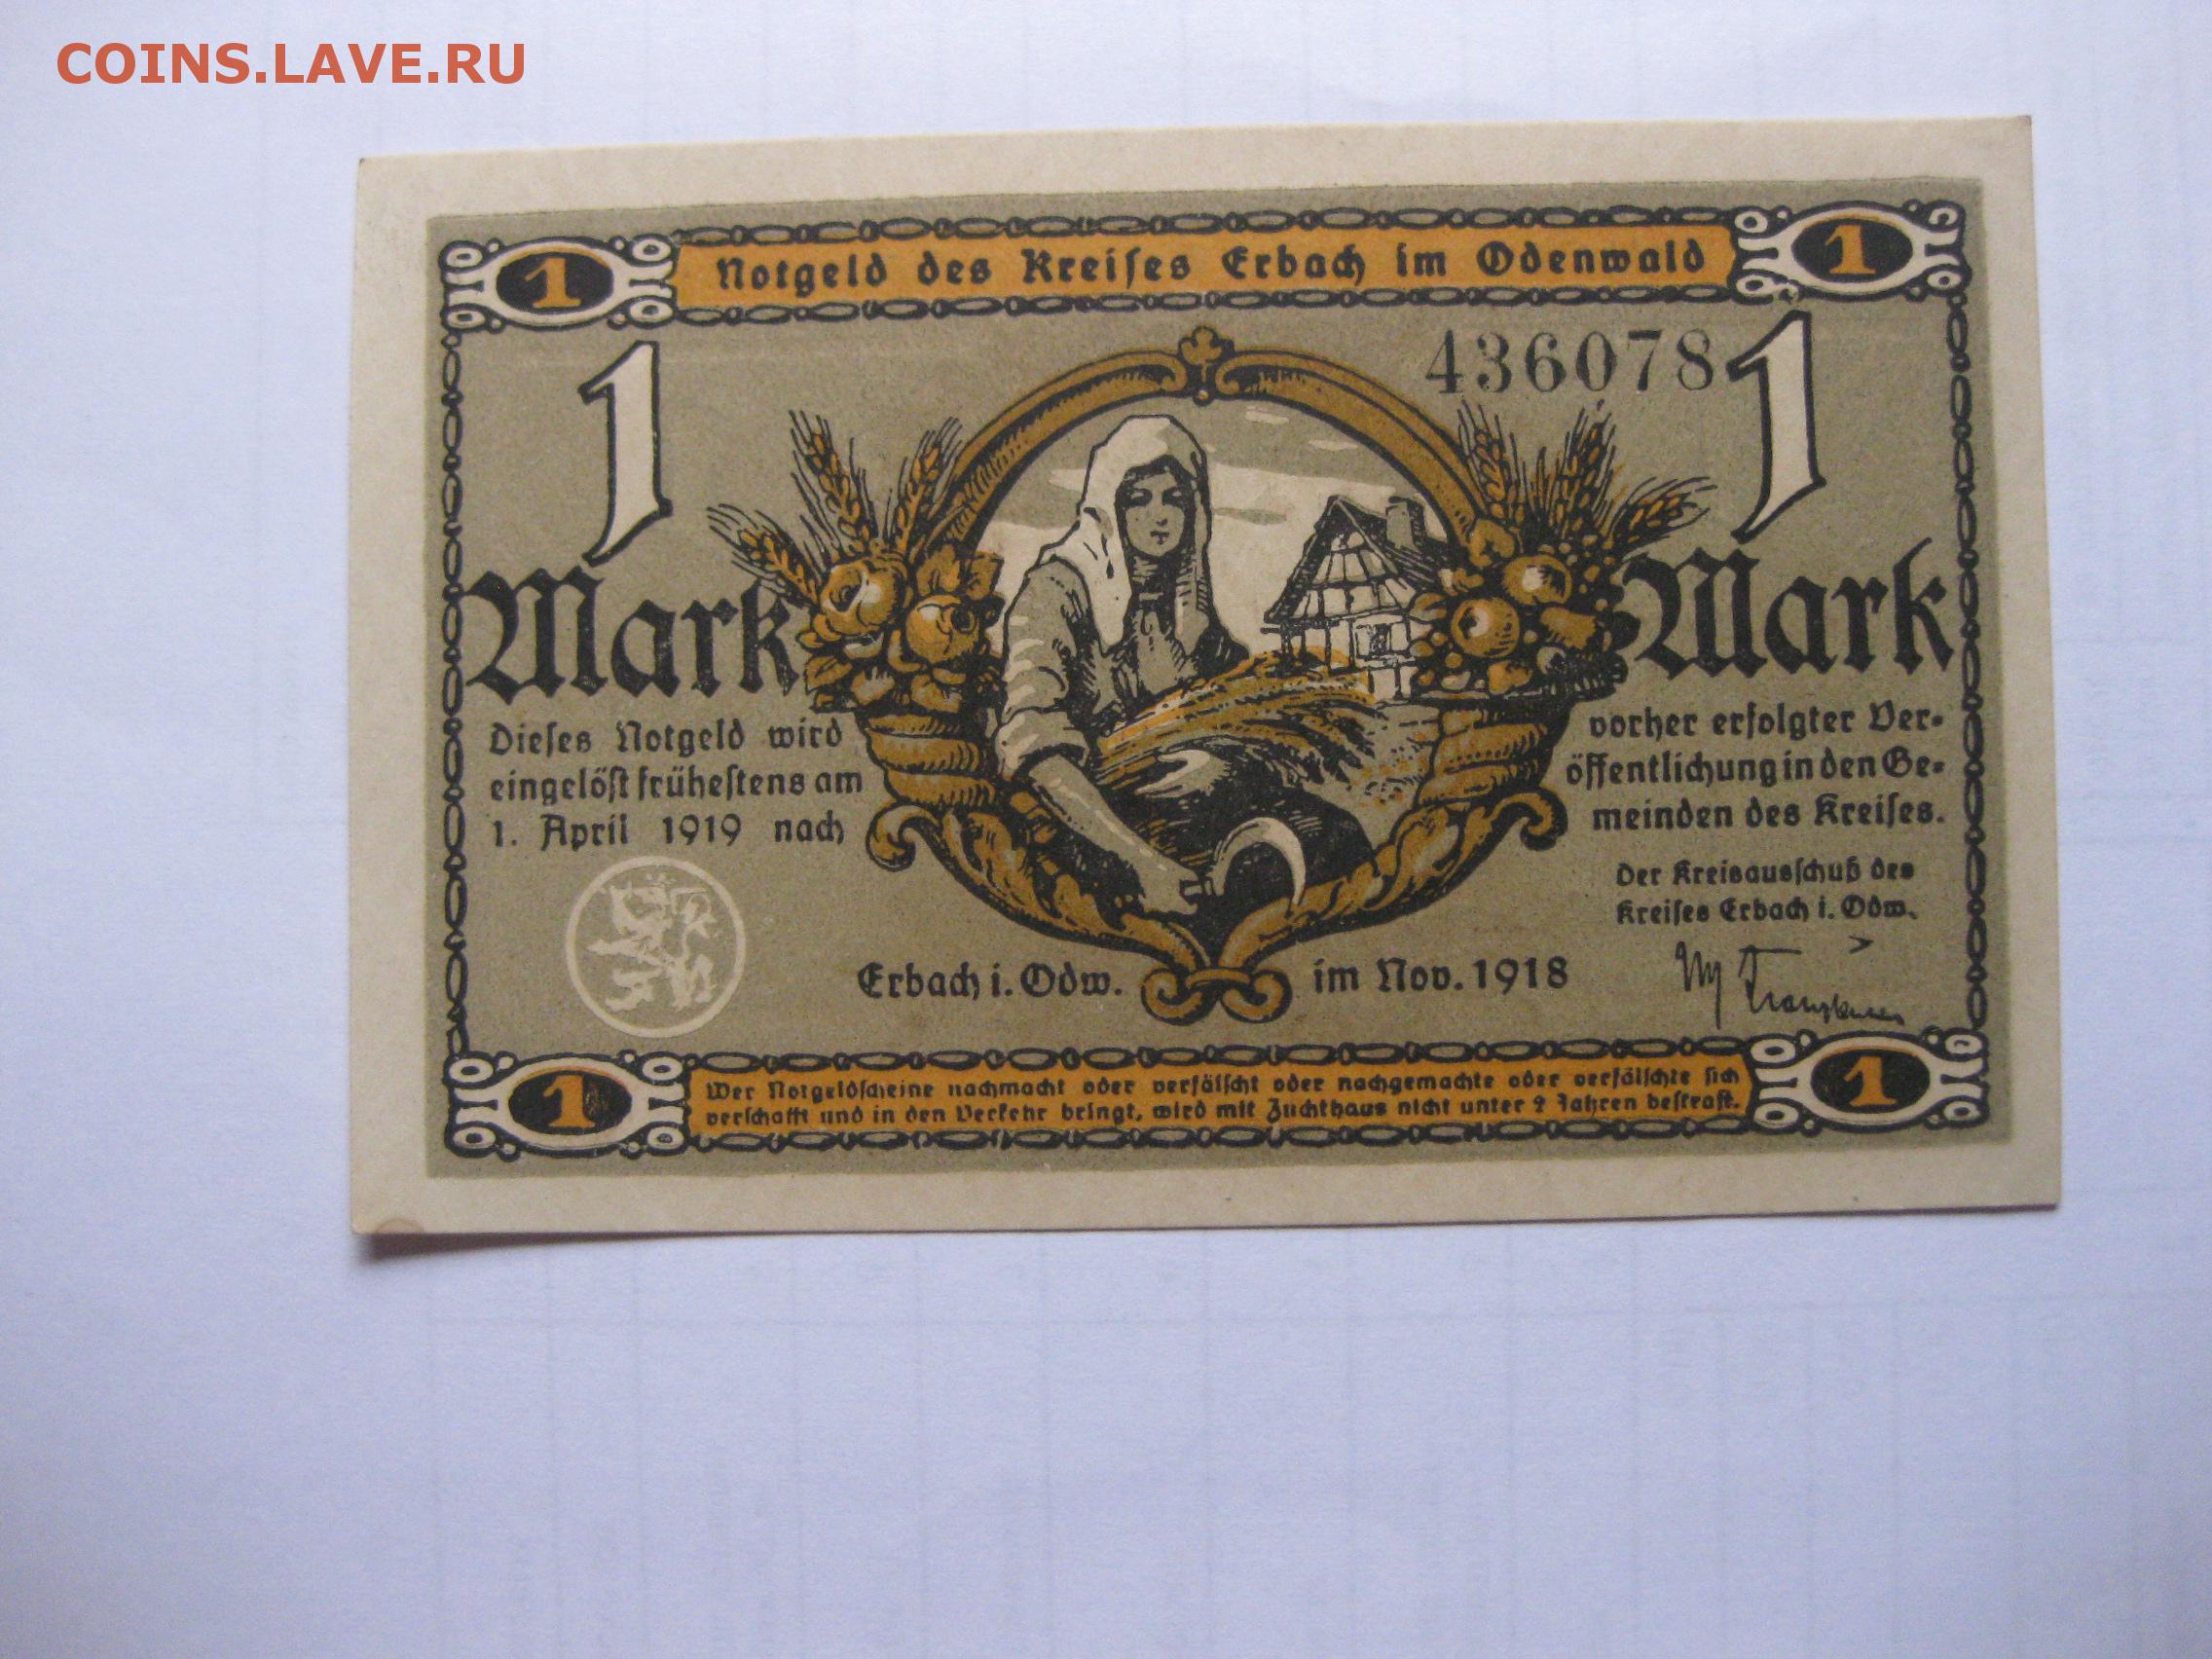 COINS.LAVE.RU
1
Notgeld des Kreiſes Erbach im Odenwald
1
436078
1
Mark
1
Mark
Dieſes Notgeld wird
eingelöſt früheſtens am
1. April 1919 nach
vorher erfolgter Ver-
öffentlichung in den Ge-
meinden des Kreiſes.
Der Kreisausſchuß des
Kreiſes Erbach i. Odw.
Erbach i. Odw. im Nov. 1918
1
Wer Notgeldſcheine nachmacht oder verfälſcht oder nachgemachte oder verfälſchte ſich
verſchafft und in den Verkehr bringt, wird mit Zuchthaus nicht unter 2 Jahren beſtraft.
1